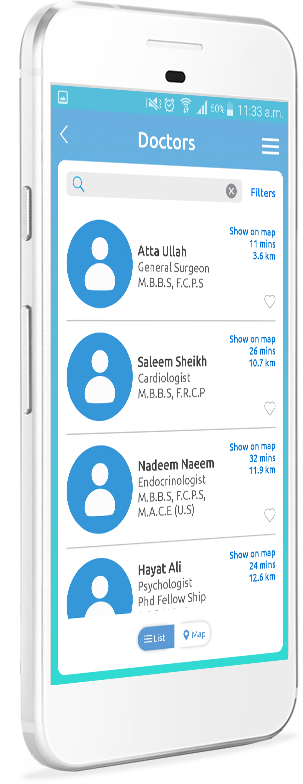 50% 11:33 a.m.
Doctors
Filters
Atta Ullah
General Surgeon
M.B.B.S, F.C.P.S
Show on map
11 mins
3.6 km
Saleem Sheikh
Cardiologist
M.B.B.S, F.R.C.P
Show on map
26 mins
10.7 km
Nadeem Naeem
Endocrinologist
M.B.B.S, F.C.P.S,
M.A.C.E (U.S)
Show on map
32 mins
11.9 km
Hayat Ali
Psychologist
Phd Fellow Ship
Show on map
24 mins
12.6 km
List
Map